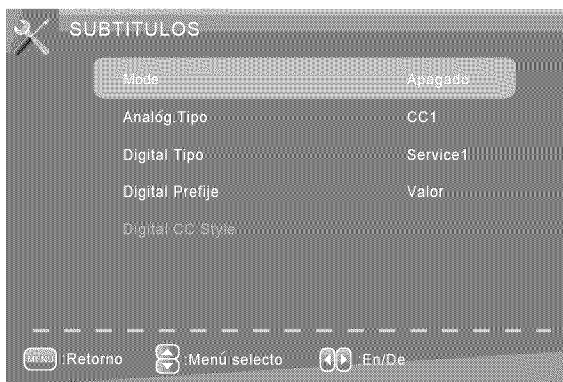 SUBTITULOS
Mode Apagado
Analóg.Tipo CC1
Digital Tipo Service1
Digital Prefije Valor
Digital CC Style
MENU :Retorno :Menú selecto :En/De